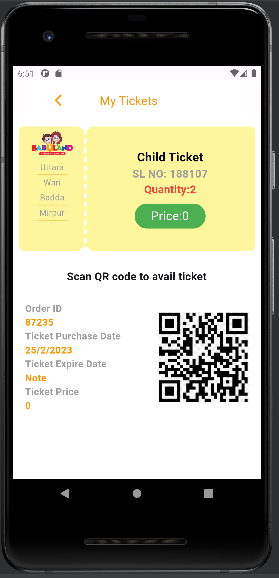 6:51
My Tickets
BABULAND
Uttara
Wari
Badda
Mirpur
Child Ticket
SL NO: 188107
Quantity:2
Price:0
Scan QR code to avail ticket
Order ID
87235
Ticket Purchase Date
25/2/2023
Ticket Expire Date
Note
Ticket Price
0